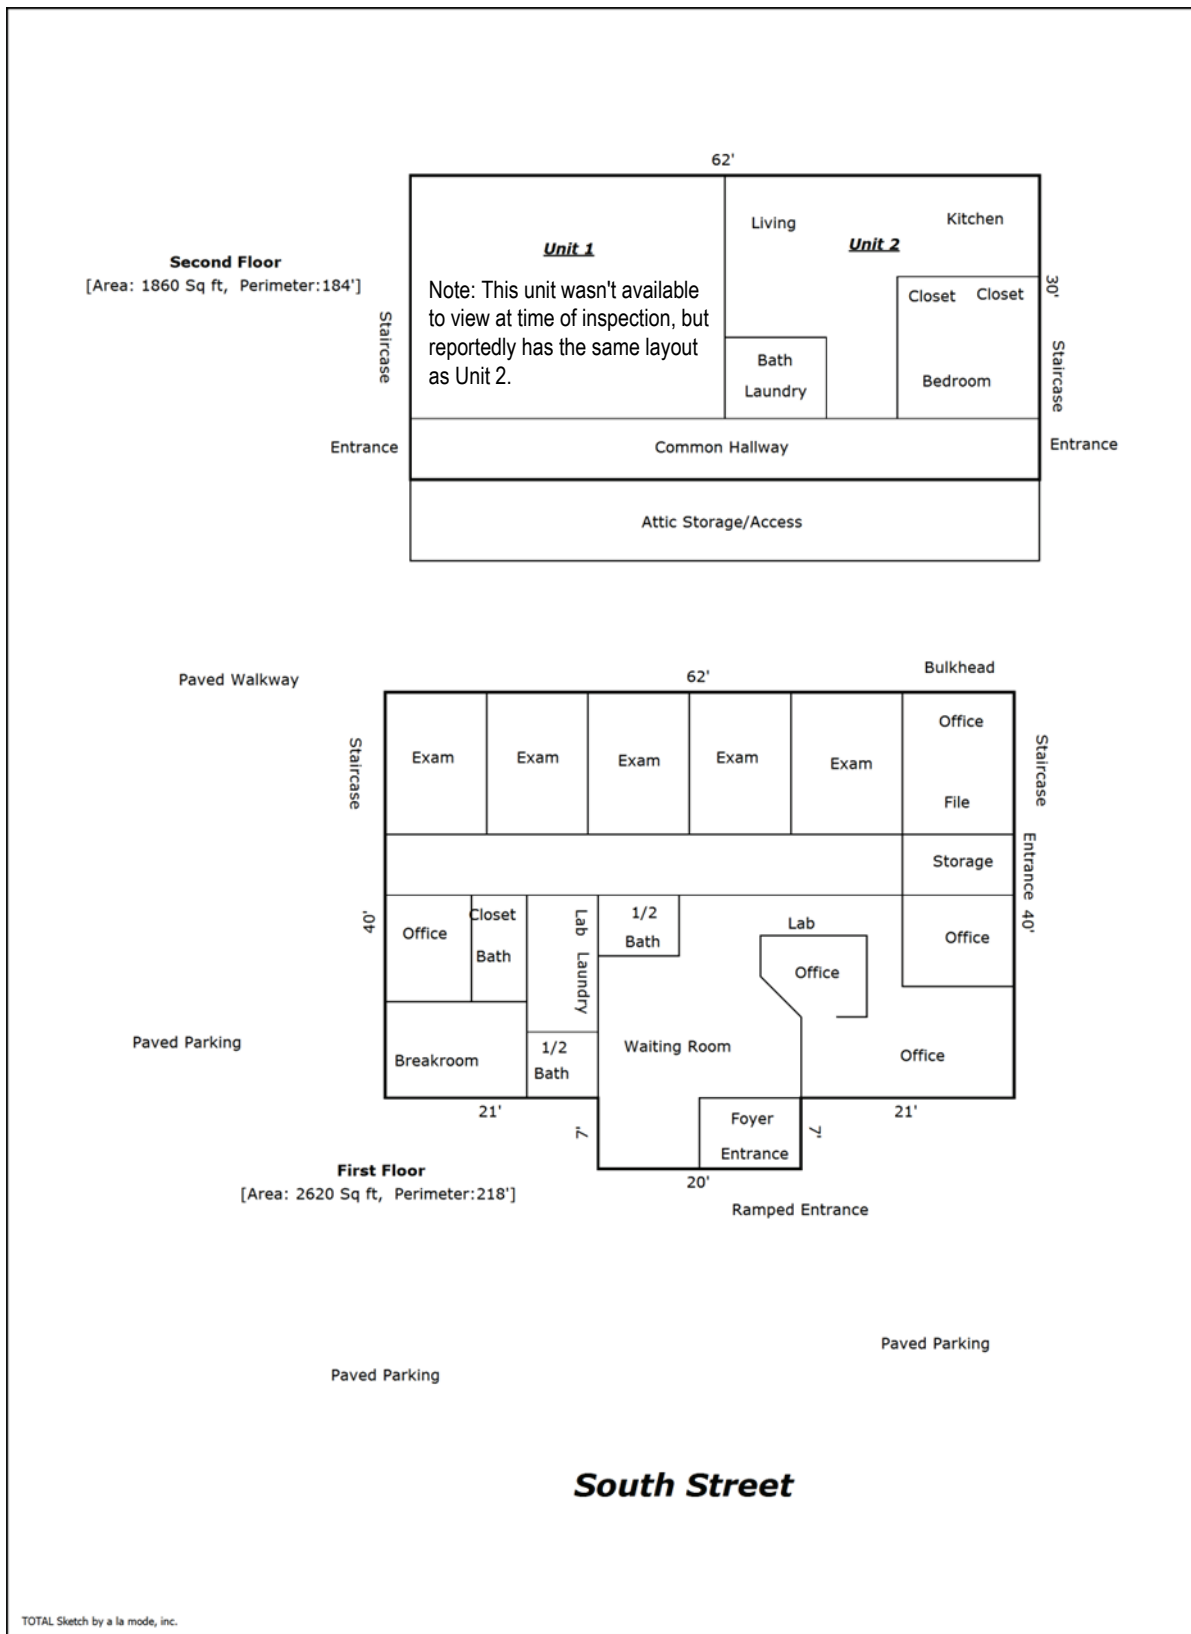 62'
Living
Kitchen
Unit 1
Unit 2
Second Floor
[Area: 1860 Sq ft,  Perimeter:184']
Note: This unit wasn't available
to view at time of inspection, but
reportedly has the same layout
as Unit 2.
30'
Closet
Closet
Staircase
Bath
Laundry
Bedroom
Staircase
Entrance
Common Hallway
Entrance
Attic Storage/Access
Paved Walkway
62'
Bulkhead
Staircase
Exam
Exam
Exam
Exam
Exam
Office
File
Staircase
Storage
Entrance
40'
40'
Office
Closet
Bath
Lab
Laundry
1/2
Bath
Lab
Office
Office
Paved Parking
Breakroom
1/2
Bath
Waiting Room
Office
21'
7'
Foyer
Entrance
7'
21'
First Floor
[Area: 2620 Sq ft,  Perimeter:218']
20'
Ramped Entrance
Paved Parking
Paved Parking
South Street
TOTAL Sketch by a la mode, inc.